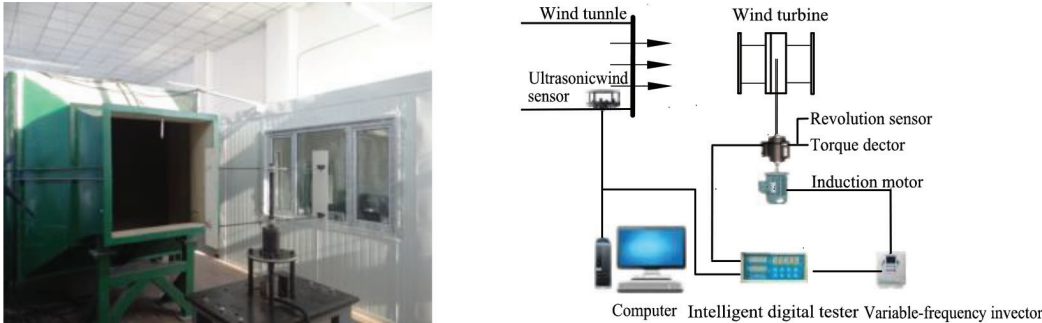 Wind tunnle
Wind turbine
Ultrasonicwind
sensor
Revolution sensor
Torque dector
Induction motor
Computer
Intelligent digital tester
Variable-frequency invector